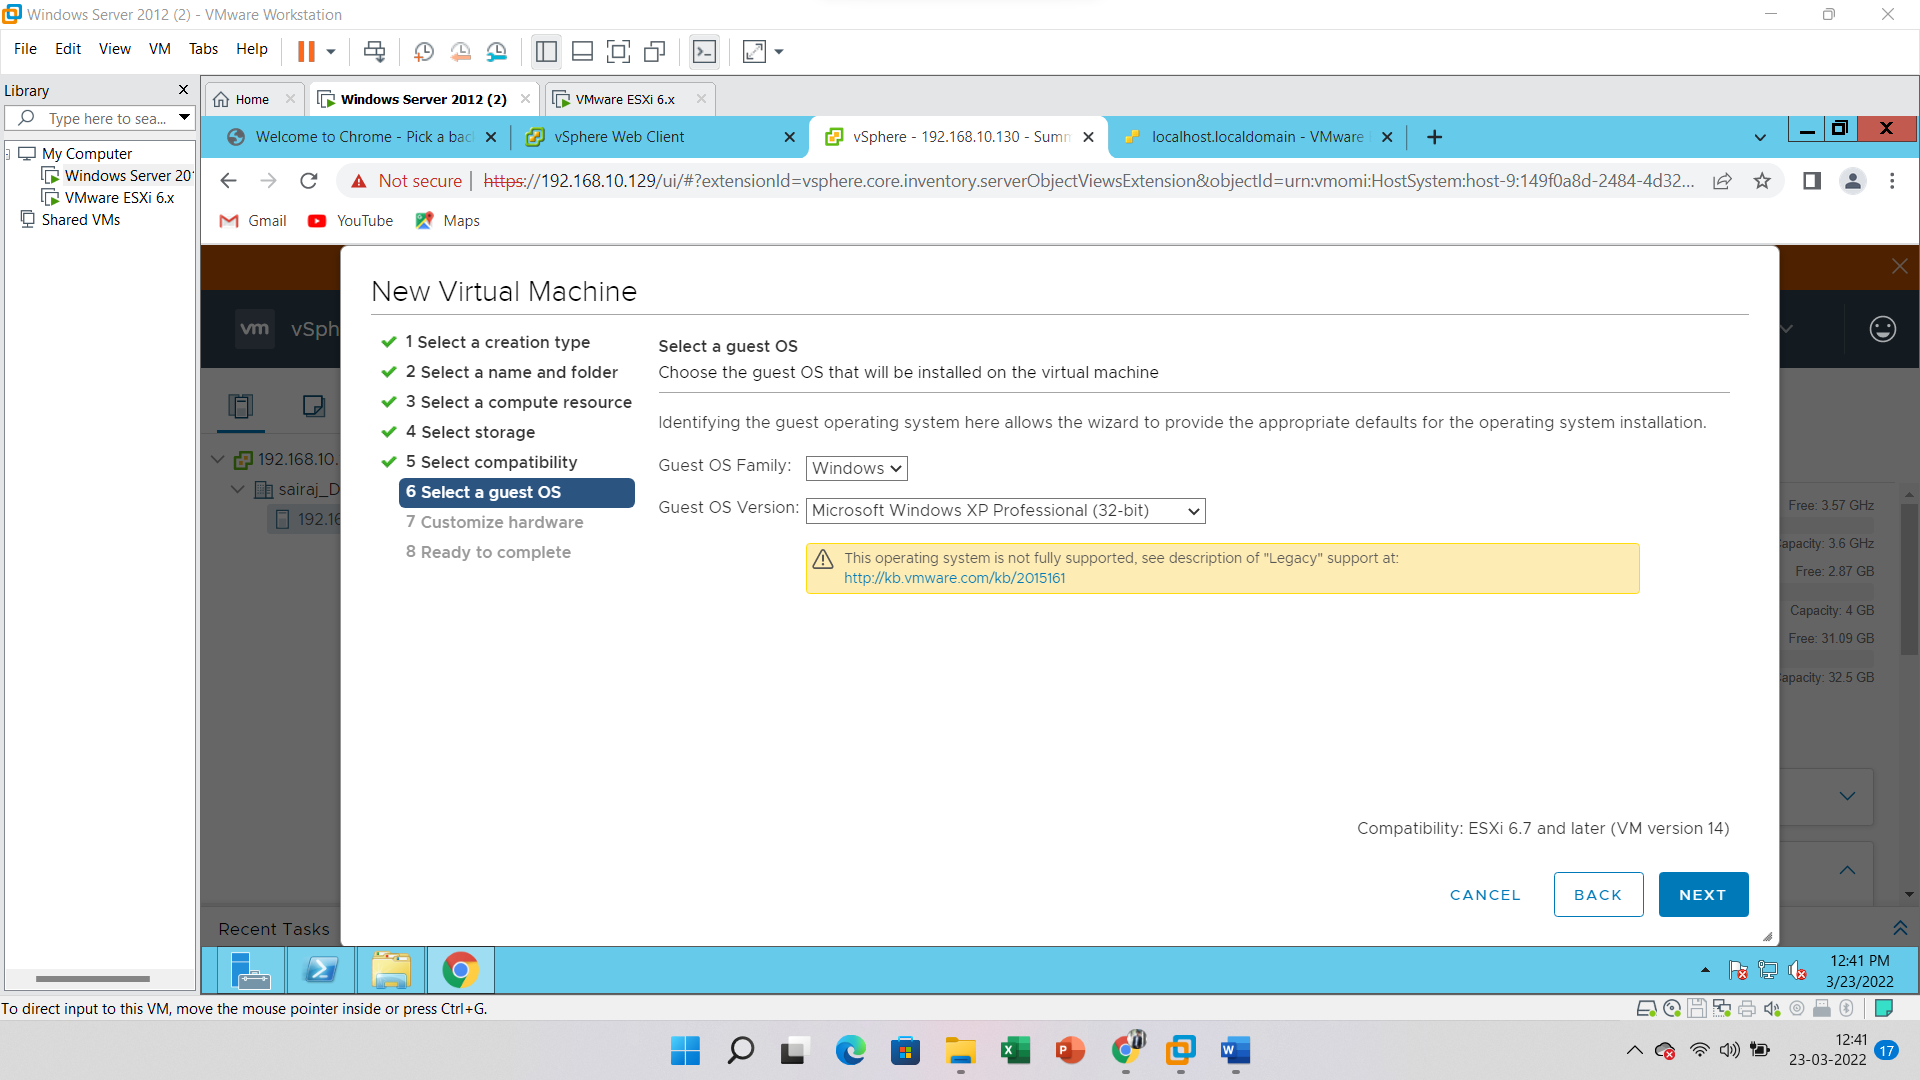 Windows Server 2012 (2) - VMware Workstation
File Edit View VM Tabs Help
Library
Type here to sea...
My Computer
Windows Server 20
VMware ESXi 6.x
Shared VMs
Home
Windows Server 2012 (2)
VMware ESXi 6.x
Welcome to Chrome - Pick a bac
vSphere Web Client
vSphere - 192.168.10.130 - Summ
localhost.localdomain - VMware
Not secure
https://192.168.10.129/ui/#?extensionId=vsphere.core.inventory.serverObjectViewsExtension&objectId=urn:vmomi:HostSystem:host-9:149f0a8d-2484-4d32...
Gmail
YouTube
Maps
vm
vSph
192.168.10.
sairaj_D
192.16
New Virtual Machine
1 Select a creation type
2 Select a name and folder
3 Select a compute resource
4 Select storage
5 Select compatibility
6 Select a guest OS
7 Customize hardware
8 Ready to complete
Select a guest OS
Choose the guest OS that will be installed on the virtual machine
Identifying the guest operating system here allows the wizard to provide the appropriate defaults for the operating system installation.
Guest OS Family: Windows
Guest OS Version: Microsoft Windows XP Professional (32-bit)
This operating system is not fully supported, see description of "Legacy" support at:
http://kb.vmware.com/kb/2015161
Compatibility: ESXi 6.7 and later (VM version 14)
CANCEL
BACK
NEXT
Free: 3.57 GHz
apacity: 3.6 GHz
Free: 2.87 GB
Capacity: 4 GB
Free: 31.09 GB
apacity: 32.5 GB
Recent Tasks
12:41 PM
3/23/2022
To direct input to this VM, move the mouse pointer inside or press Ctrl+G.
12:41
23-03-2022
17